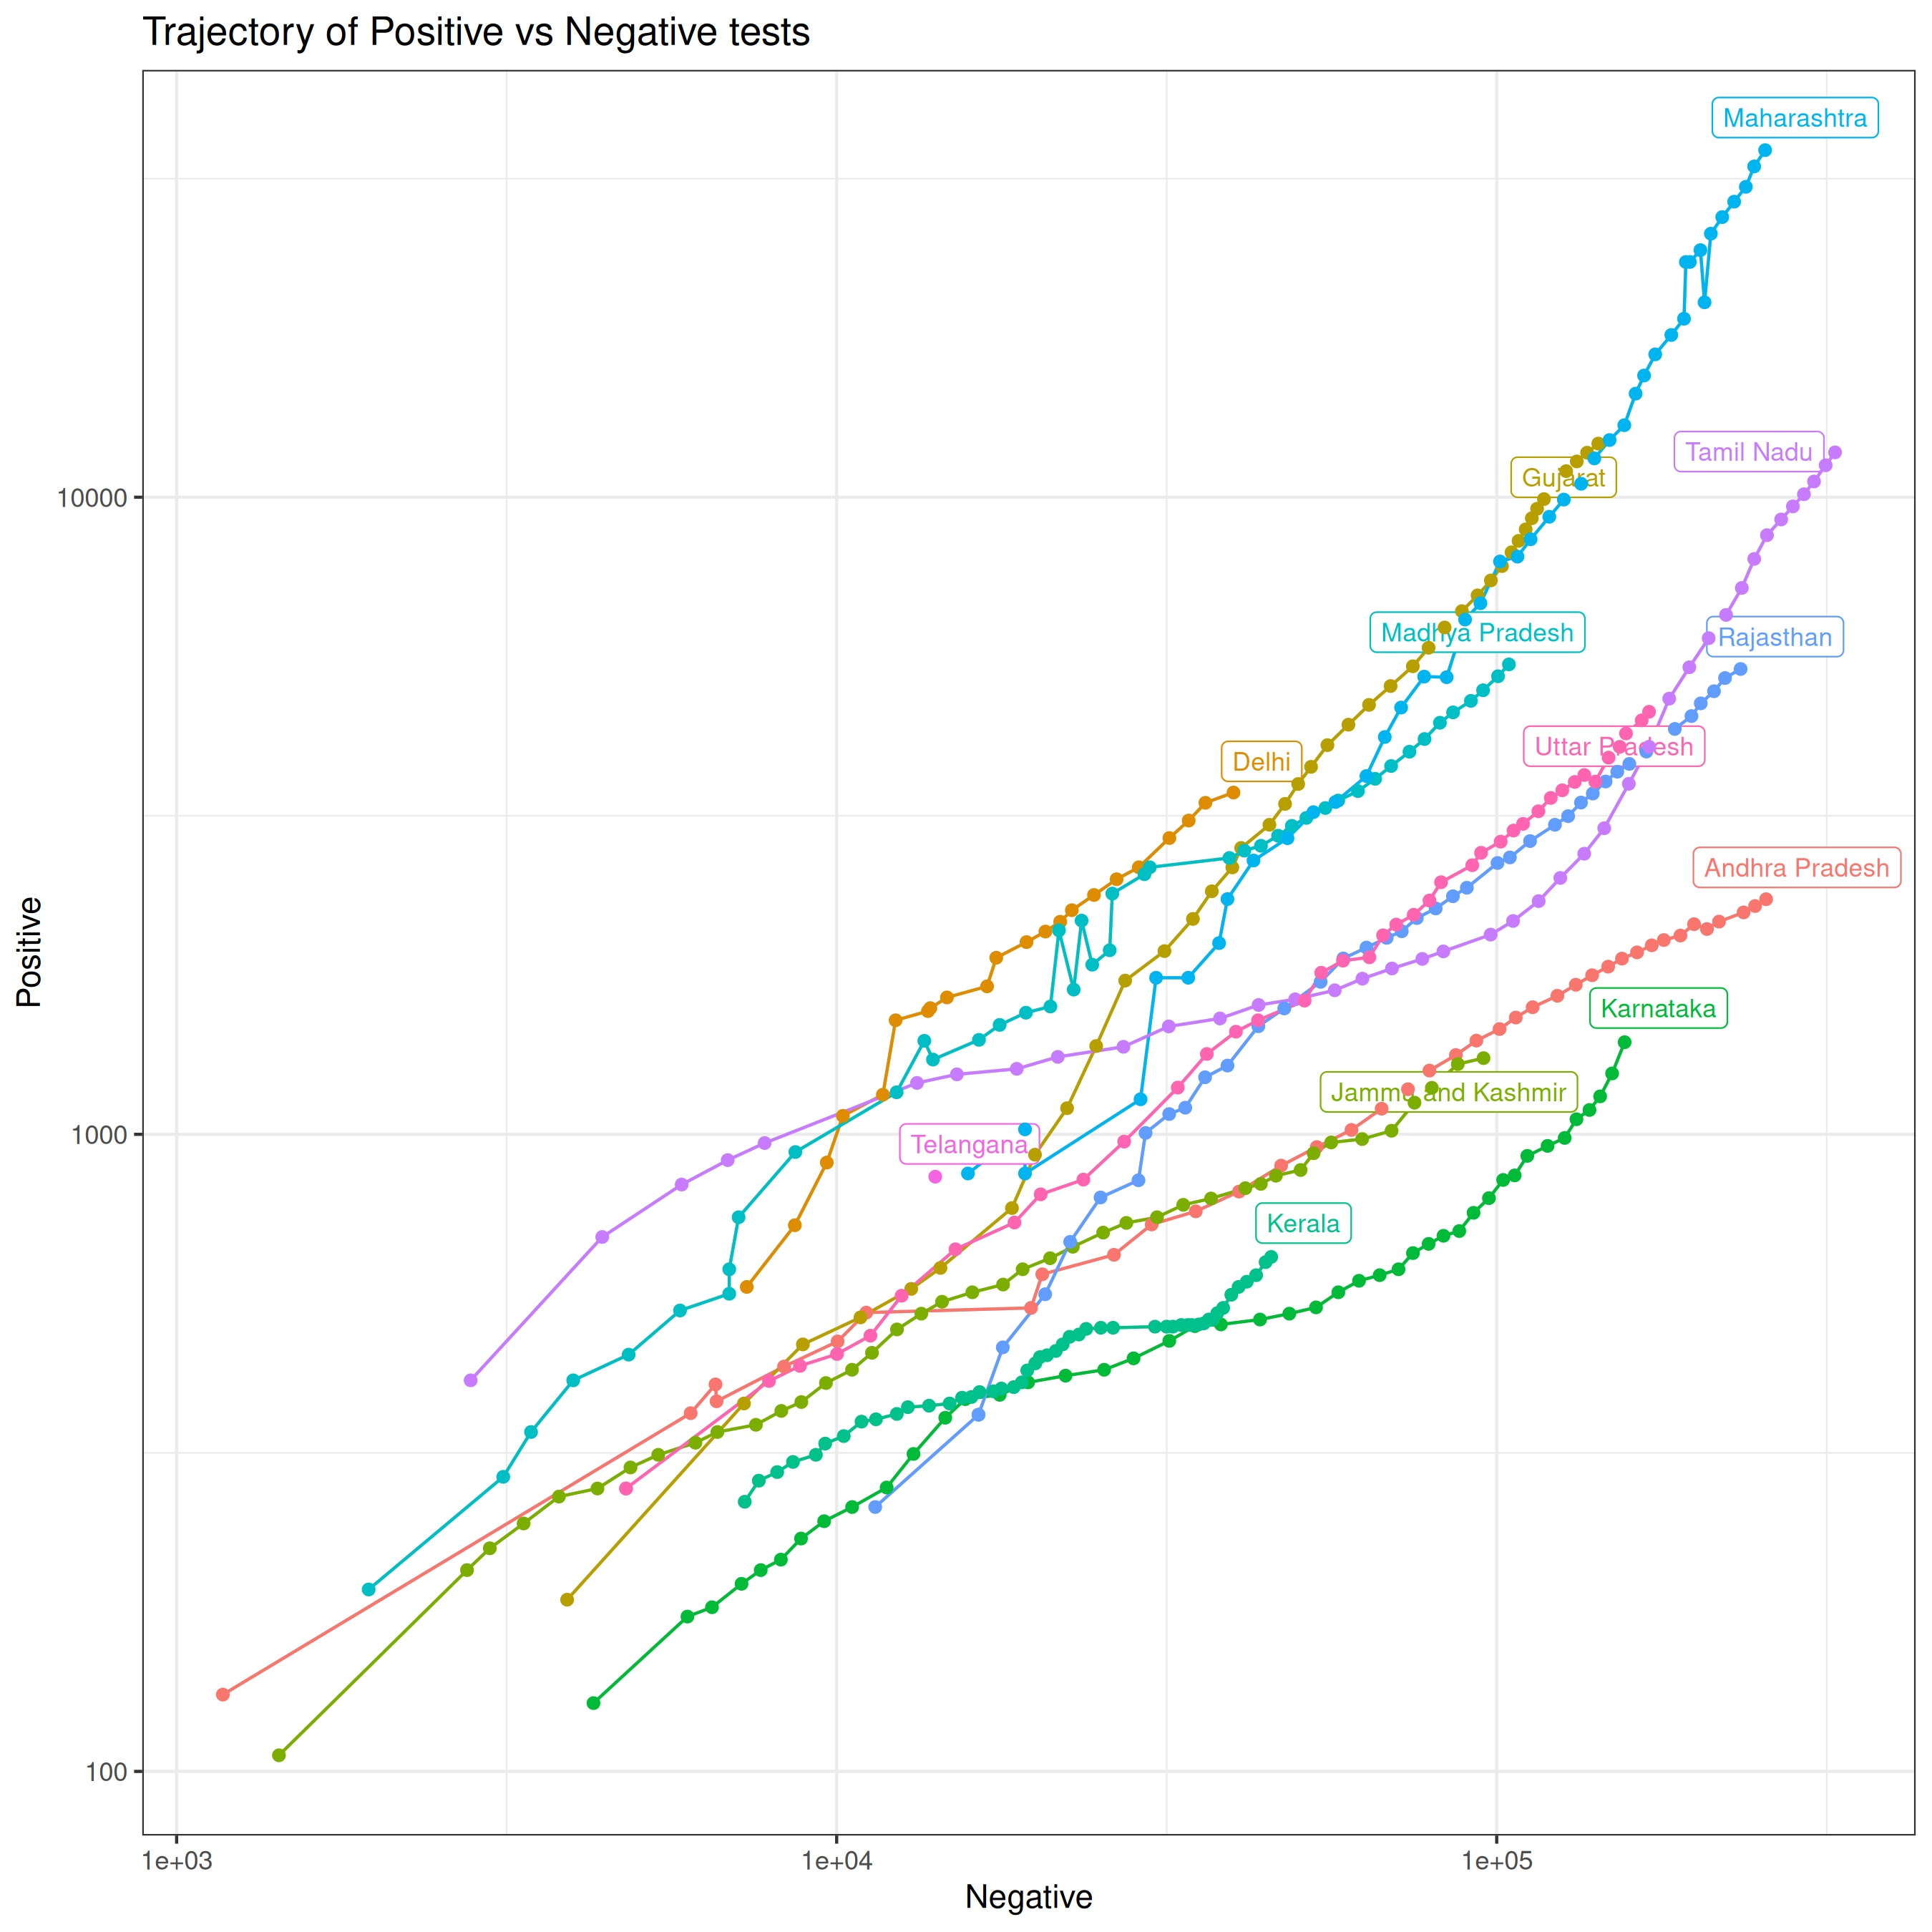 Trajectory of Positive vs Negative tests
Maharashtra
Tamil Nadu
Gujarat
10000
Madhya Pradesh
Rajasthan
Uttar Pradesh
Delhi
Andhra Pradesh
Positive
Karnataka
Jammu and Kashmir
1000
Telangana
Kerala
100
1e+03
1e+04
1e+05
Negative